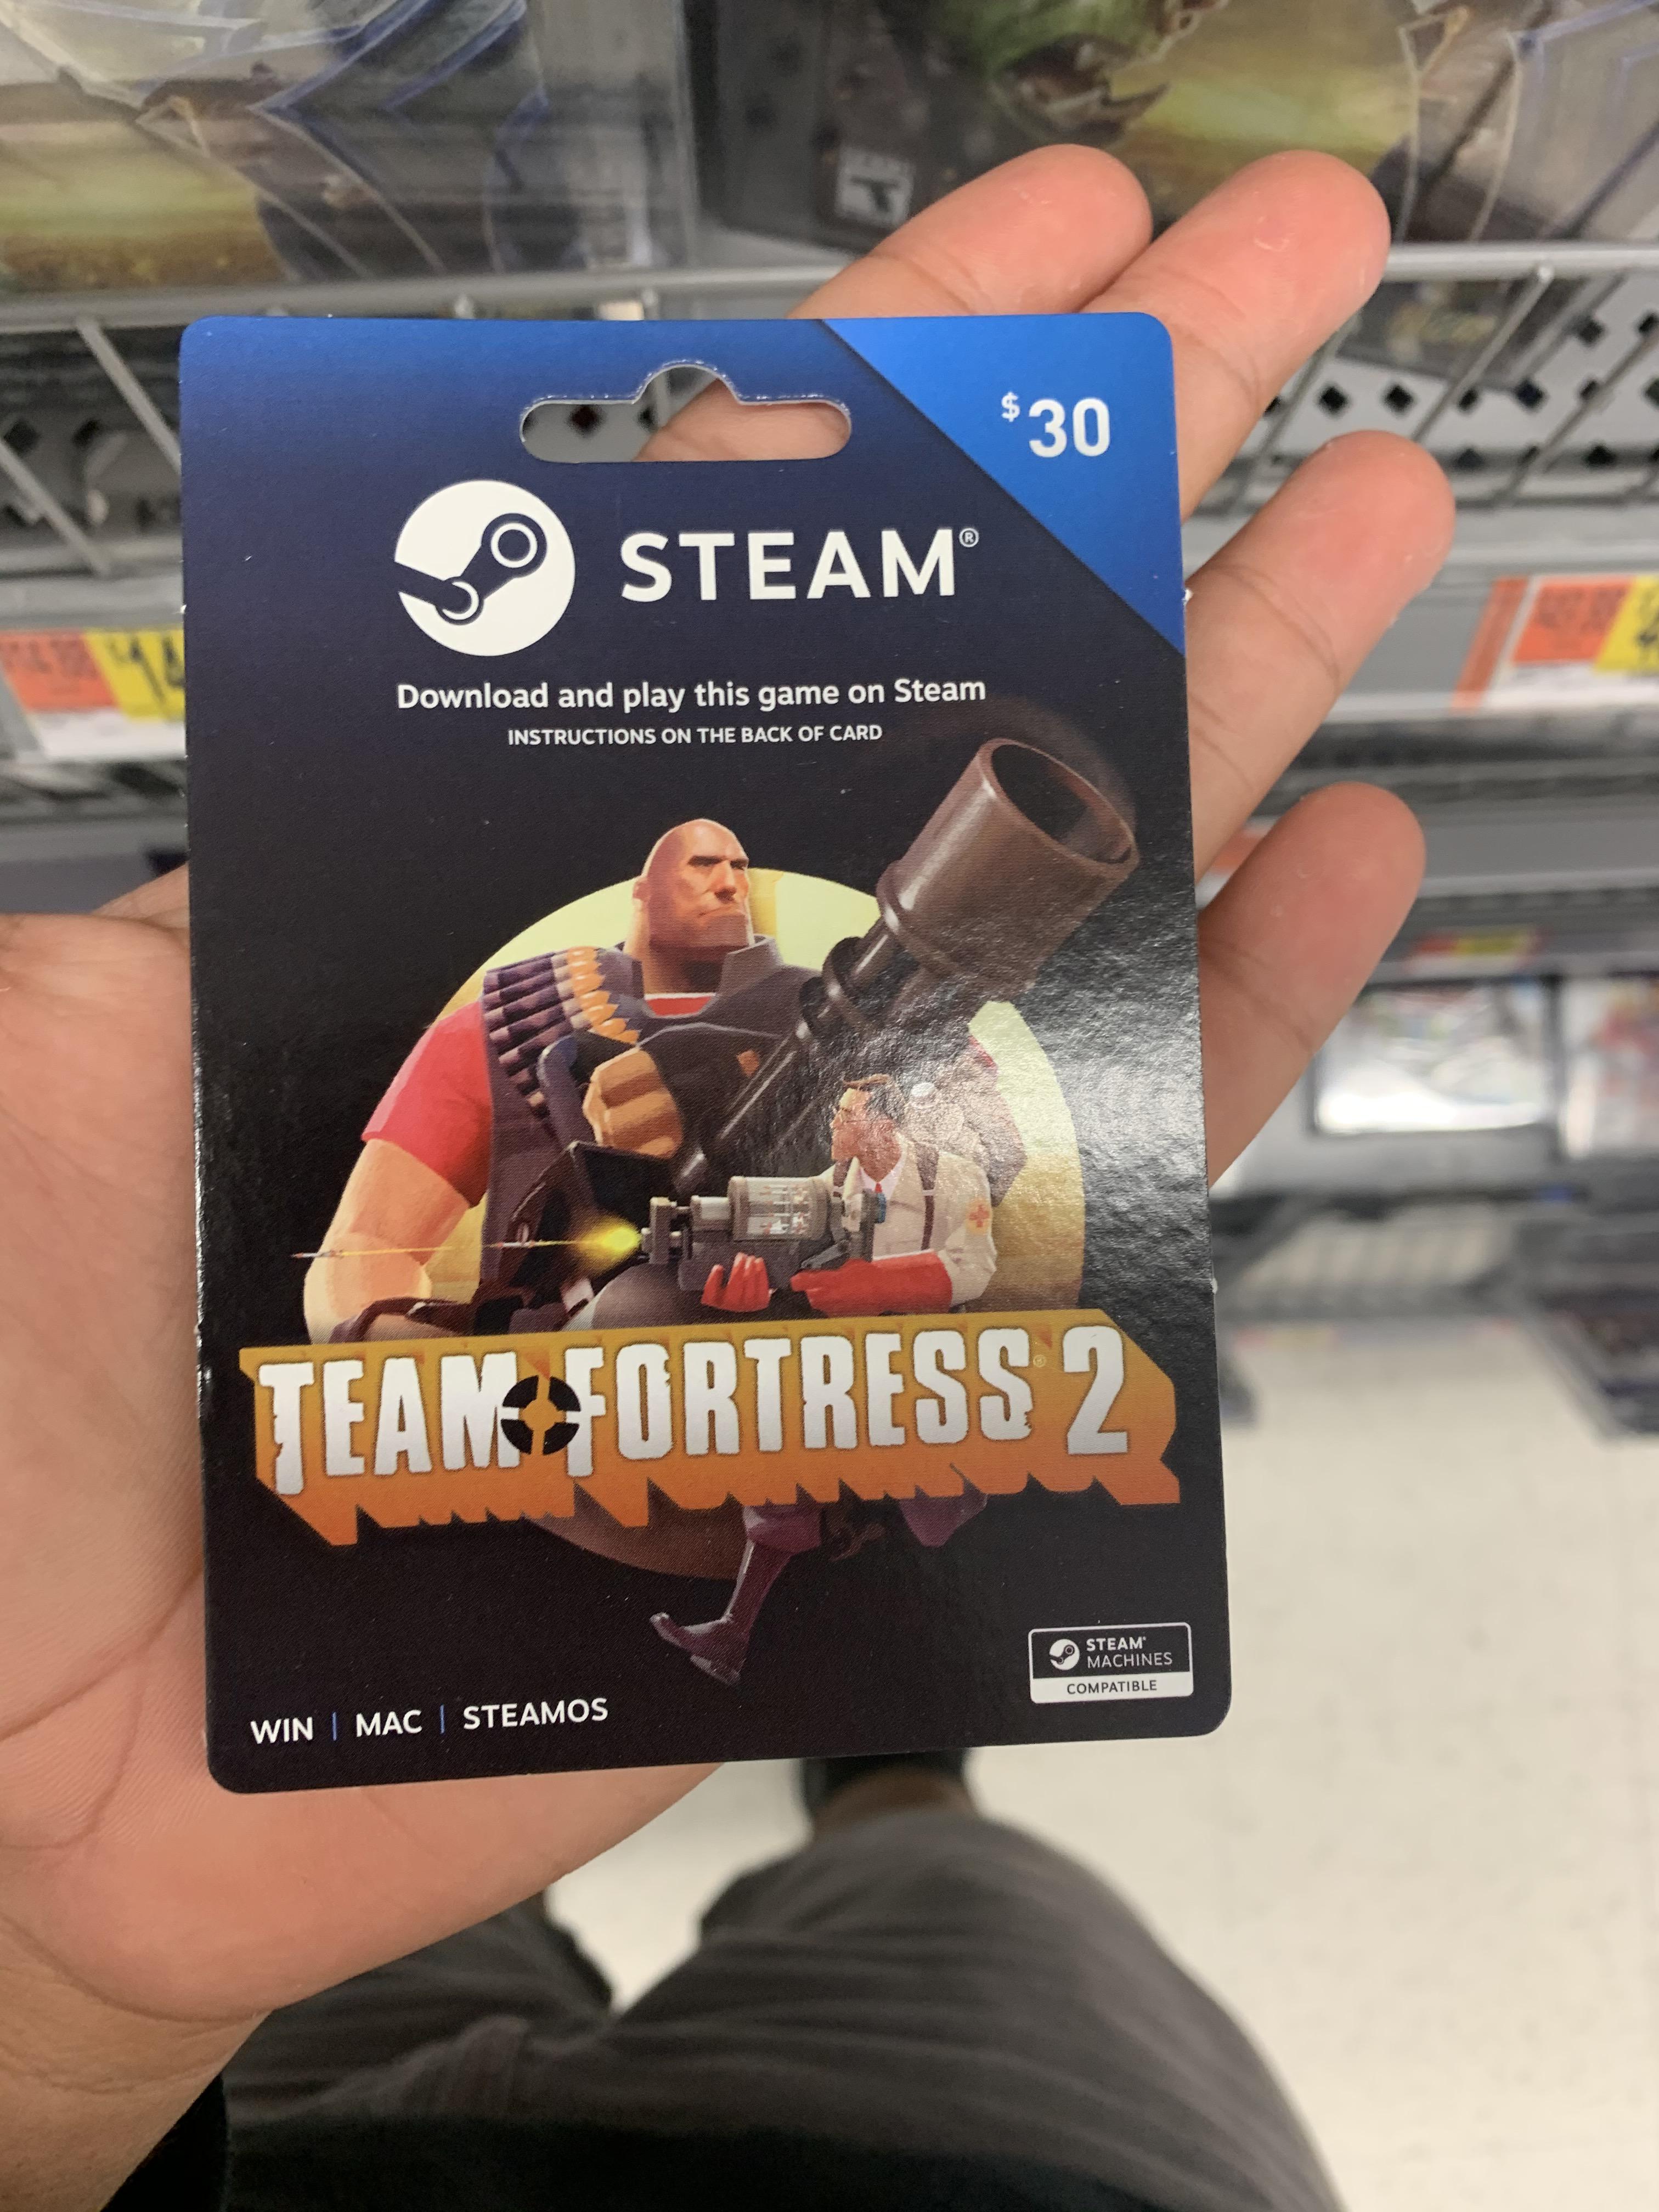 $30
STEAM®
Download and play this game on Steam
INSTRUCTIONS ON THE BACK OF CARD
TEAM FORTRESS® 2
STEAM®
MACHINES
COMPATIBLE
WIN | MAC | STEAMOS
$14